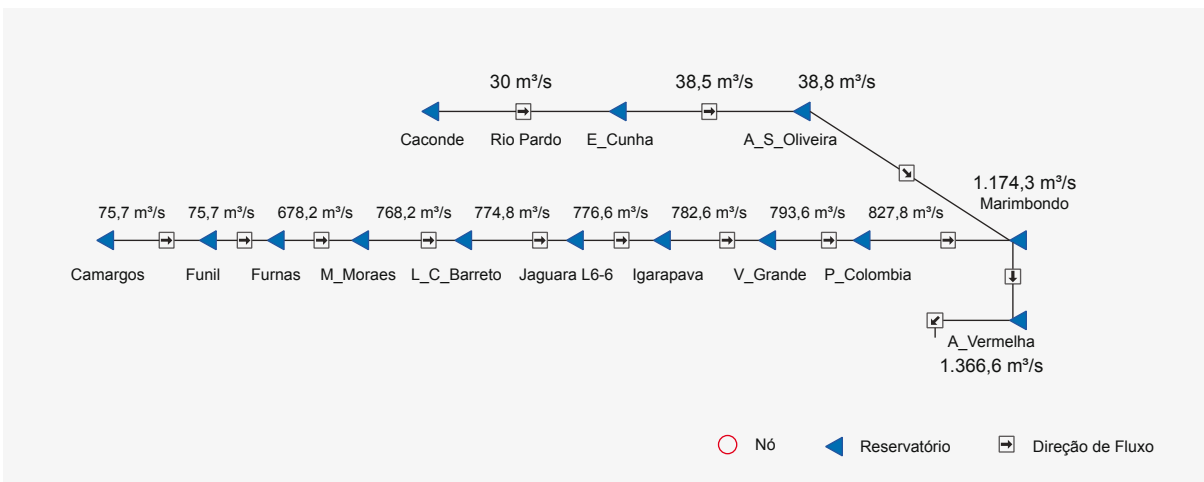 30 m³/s 38,5 m³/s 38,8 m³/s
Caconde Rio Pardo E_Cunha A_S_Oliveira
1.174,3 m³/s
Marimbondo
75,7 m³/s 75,7 m³/s 678,2 m³/s 768,2 m³/s 774,8 m³/s 776,6 m³/s 782,6 m³/s 793,6 m³/s 827,8 m³/s
Camargos Funil Furnas M_Moraes L_C_Barreto Jaguara L6-6 Igarapava V_Grande P_Colombia
A_Vermelha
1.366,6 m³/s
Nó Reservatório Direção de Fluxo